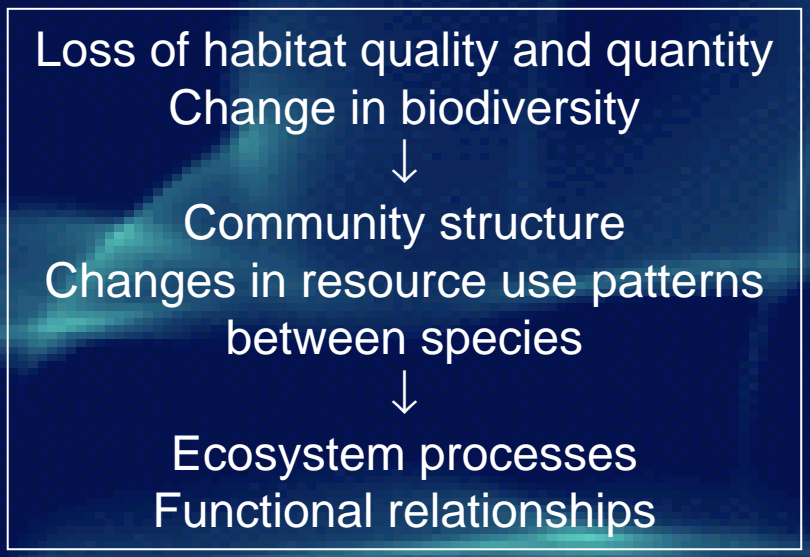 Loss of habitat quality and quantity
Change in biodiversity
↓
Community structure
Changes in resource use patterns
between species
↓
Ecosystem processes
Functional relationships